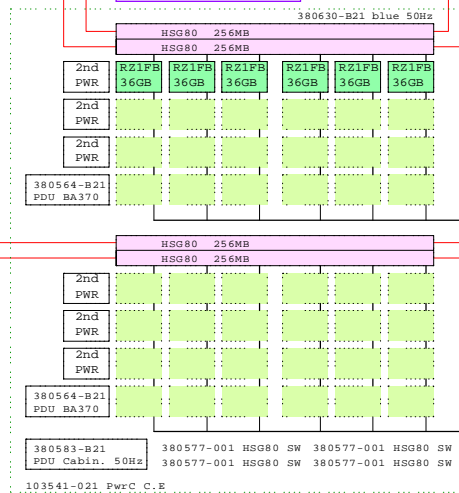 380630-B21 blue 50Hz
HSG80 256MB
HSG80 256MB
2nd PWR RZ1FB 36GB RZ1FB 36GB RZ1FB 36GB RZ1FB 36GB RZ1FB 36GB RZ1FB 36GB
2nd PWR
2nd PWR
380564-B21
PDU BA370
HSG80 256MB
HSG80 256MB
2nd PWR
2nd PWR
2nd PWR
380564-B21
PDU BA370
380583-B21 380577-001 HSG80 SW 380577-001 HSG80 SW
PDU Cabin. 50Hz 380577-001 HSG80 SW 380577-001 HSG80 SW
103541-021 PwrC C.E